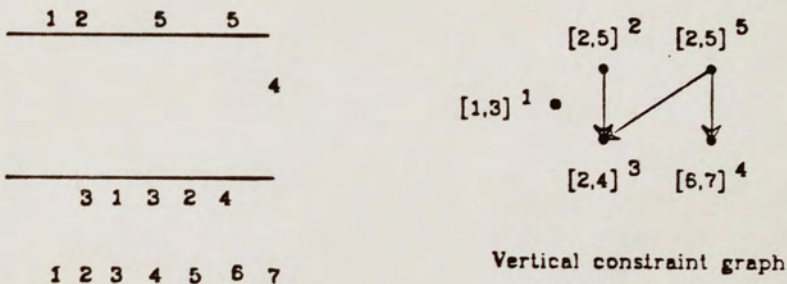 1 2 5 5
4
3 1 3 2 4
1 2 3 4 5 6 7
[2,5] 2 [2,5] 5
[1,3] 1
[2,4] 3 [6,7] 4
Vertical constraint graph